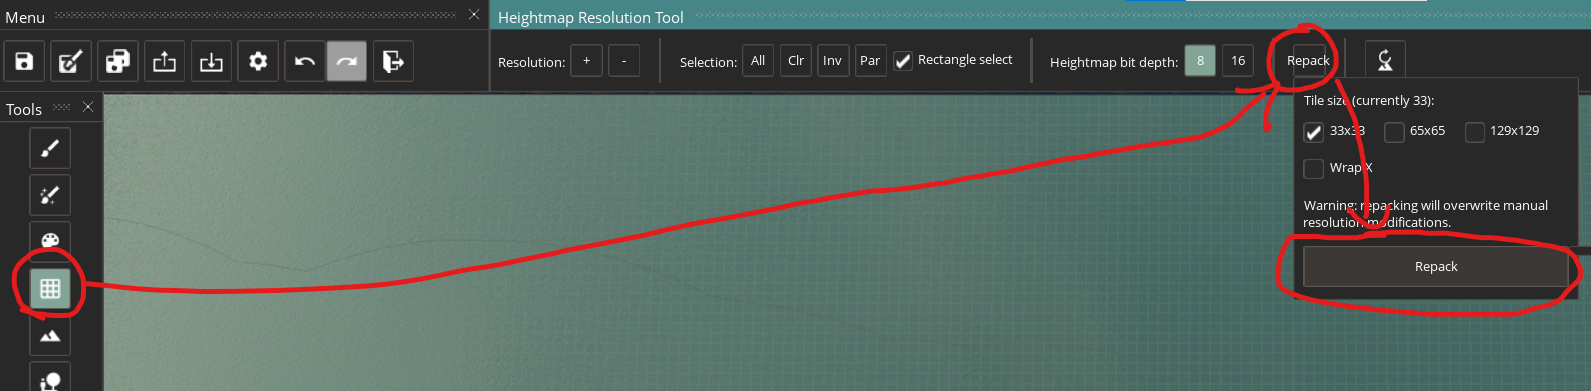 Menu
Heightmap Resolution Tool
Resolution: + - Selection: All Clr Inv Par Rectangle select Heightmap bit depth: 8 16 Repack
Tools
Tile size (currently 33):
33x33 65x65 129x129
Wrap X
Warning: repacking will overwrite manual
resolution modifications.
Repack